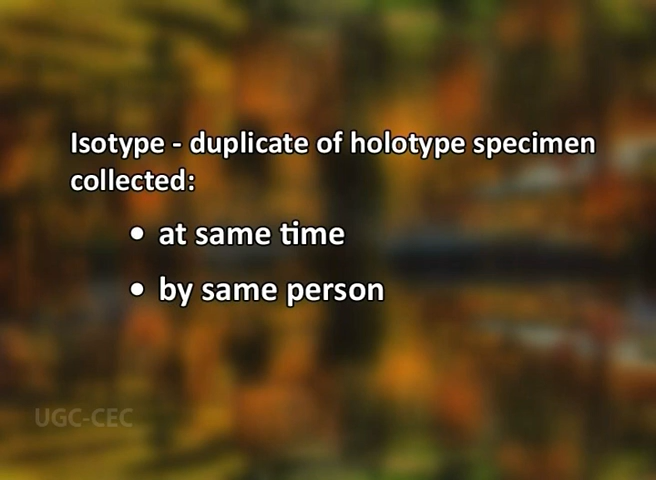 Isotype - duplicate of holotype specimen
collected:
• at same time
• by same person
UGC-CEC